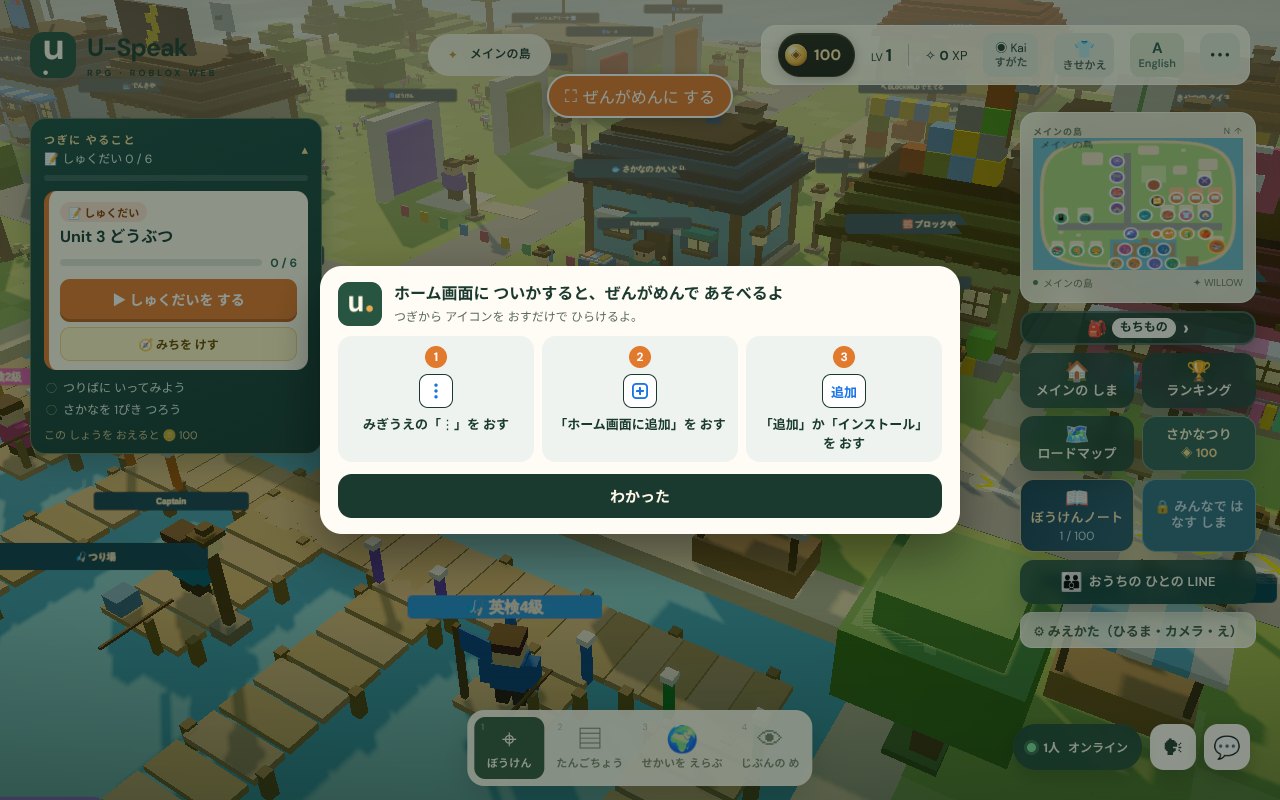 u
U-Speak
RPG · ROBLOX WEB
メインの島
ぜんがめんに する
100
LV 1
0 XP
Kai
すがた
きせかえ
A
English
つぎに やること
しゅくだい 0 / 6
しゅくだい
Unit 3 どうぶつ
0 / 6
しゅくだいを する
みちを けす
つりばに いってみよう
さかなを 1ぴき つろう
この しょうを おえると 100
さかなの かいとり
Fishmonger
ブロックや
メインの島
N ↑
メインの島
メインの島
WILLOW
もちもの ›
メインの しま
ランキング
ロードマップ
さかなつり
100
ぼうけんノート
1 / 100
みんなで は
なす しま
おうちの ひとの LINE
みえかた（ひるま・カメラ・え）
u.
ホーム画面に ついかすると、ぜんがめんで あそべるよ
つぎから アイコンを おすだけで ひらけるよ。
1
みぎうえの「⋮」を おす
2
「ホーム画面に追加」を おす
3
追加
「追加」か「インストール」
を おす
わかった
検2級
Captain
つり場
英検4級
1
ぼうけん
2
たんごちょう
3
せかいを えらぶ
4
じぶんの め
1人 オンライン